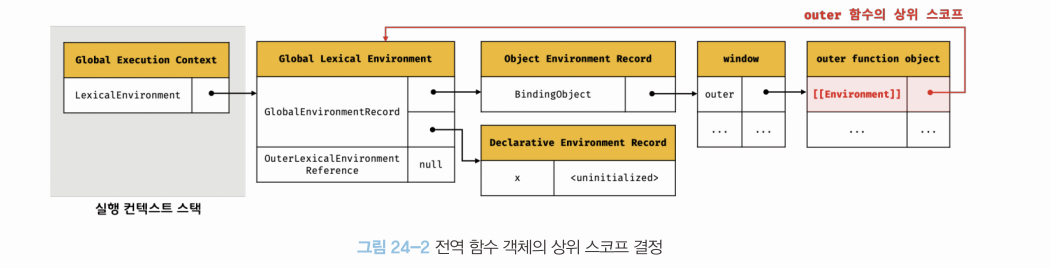 outer 함수의 상위 스코프
Global Execution Context
LexicalEnvironment
실행 컨텍스트 스택
Global Lexical Environment
GlobalEnvironmentRecord
OuterLexicalEnvironment
Reference
null
Object Environment Record
BindingObject
Declarative Environment Record
x
<uninitialized>
window
outer
...
...
outer function object
[[Environment]]
...
...
그림 24-2 전역 함수 객체의 상위 스코프 결정